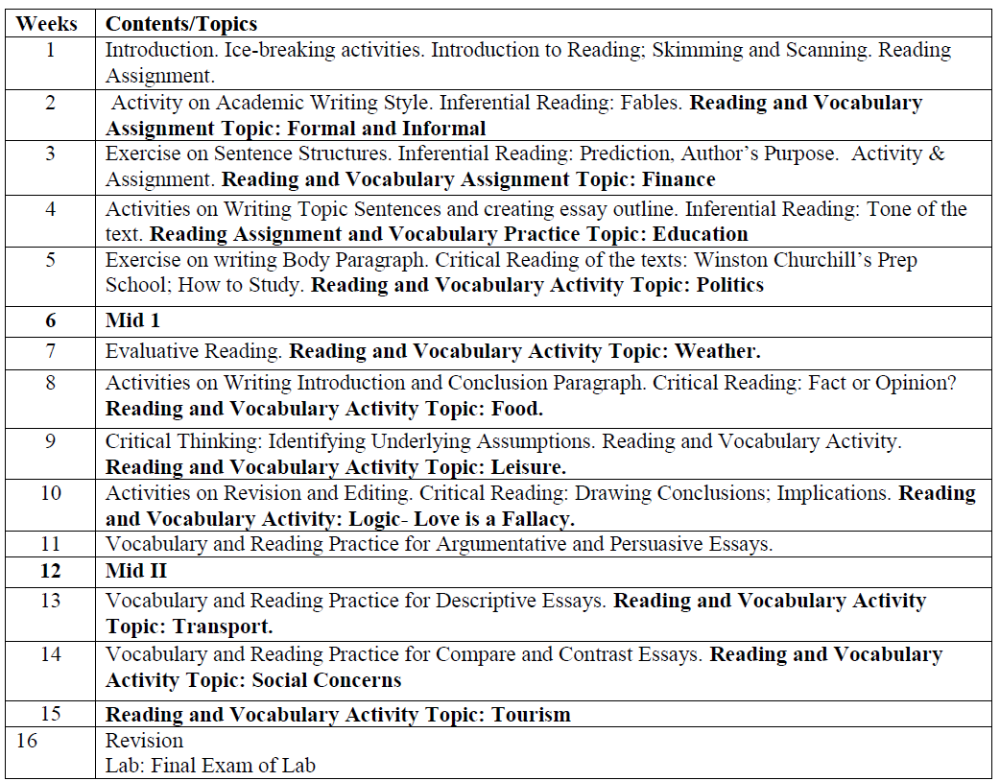 Weeks Contents/Topics
1 Introduction. Ice-breaking activities. Introduction to Reading; Skimming and Scanning. Reading
Assignment.
2 Activity on Academic Writing Style. Inferential Reading: Fables. Reading and Vocabulary
Assignment Topic: Formal and Informal
3 Exercise on Sentence Structures. Inferential Reading: Prediction, Author’s Purpose. Activity &
Assignment. Reading and Vocabulary Assignment Topic: Finance
4 Activities on Writing Topic Sentences and creating essay outline. Inferential Reading: Tone of the
text. Reading Assignment and Vocabulary Practice Topic: Education
5 Exercise on writing Body Paragraph. Critical Reading of the texts: Winston Churchill’s Prep
School; How to Study. Reading and Vocabulary Activity Topic: Politics
6 Mid 1
7 Evaluative Reading. Reading and Vocabulary Activity Topic: Weather.
8 Activities on Writing Introduction and Conclusion Paragraph. Critical Reading: Fact or Opinion?
Reading and Vocabulary Activity Topic: Food.
9 Critical Thinking: Identifying Underlying Assumptions. Reading and Vocabulary Activity.
Reading and Vocabulary Activity Topic: Leisure.
10 Activities on Revision and Editing. Critical Reading: Drawing Conclusions; Implications. Reading
and Vocabulary Activity: Logic- Love is a Fallacy.
11 Vocabulary and Reading Practice for Argumentative and Persuasive Essays.
12 Mid II
13 Vocabulary and Reading Practice for Descriptive Essays. Reading and Vocabulary Activity
Topic: Transport.
14 Vocabulary and Reading Practice for Compare and Contrast Essays. Reading and Vocabulary
Activity Topic: Social Concerns
15 Reading and Vocabulary Activity Topic: Tourism
16 Revision
Lab: Final Exam of Lab